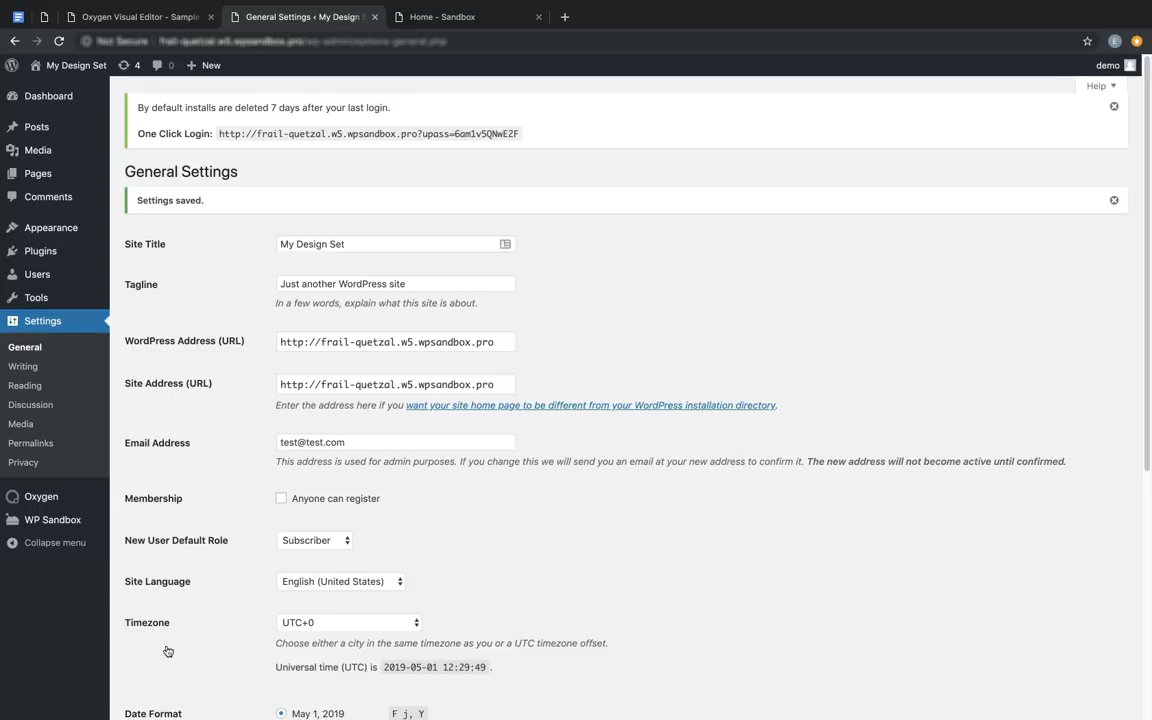 Oxygen Visual Editor - Sample
General Settings ‹ My Design S
Home - Sandbox
Not Secure frail-quetzal.w5.wpsandbox.pro/wp-admin/options-general.php
E
My Design Set 4 0 New
demo
Help
Dashboard
Posts
Media
Pages
Comments
Appearance
Plugins
Users
Tools
Settings
General
Writing
Reading
Discussion
Media
Permalinks
Privacy
Oxygen
WP Sandbox
Collapse menu
By default installs are deleted 7 days after your last login.
One Click Login: http://frail-quetzal.w5.wpsandbox.pro?upass=6am1v5QNwE2F
General Settings
Settings saved.
Site Title My Design Set
Tagline Just another WordPress site
In a few words, explain what this site is about.
WordPress Address (URL) http://frail-quetzal.w5.wpsandbox.pro
Site Address (URL) http://frail-quetzal.w5.wpsandbox.pro
Enter the address here if you want your site home page to be different from your WordPress installation directory.
Email Address test@test.com
This address is used for admin purposes. If you change this we will send you an email at your new address to confirm it. The new address will not become active until confirmed.
Membership Anyone can register
New User Default Role Subscriber
Site Language English (United States)
Timezone UTC+0
Choose either a city in the same timezone as you or a UTC timezone offset.
Universal time (UTC) is 2019-05-01 12:29:49 .
Date Format May 1, 2019 F j, Y